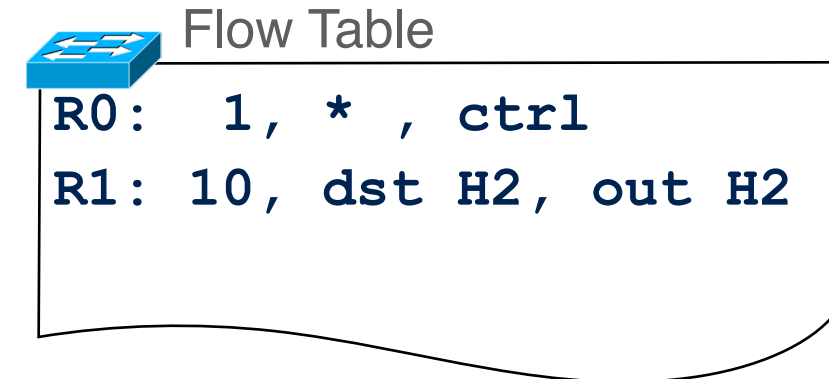 Flow Table
R0: 1, * , ctrl
R1: 10, dst H2, out H2